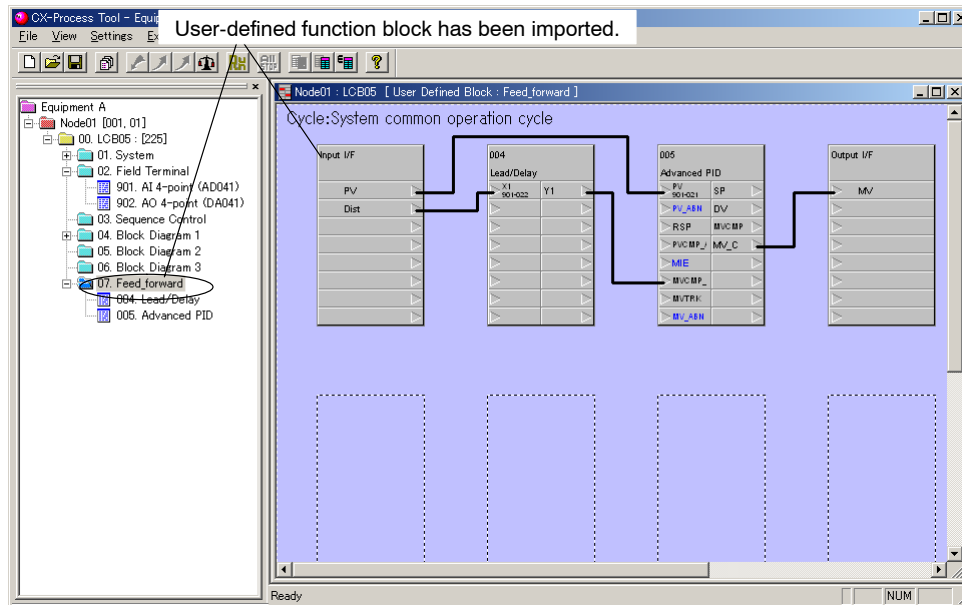 CX-Process Tool - Equip
User-defined function block has been imported.
File View Settings Ex
Equipment A
Node01 [001, 01]
00. LCB05 : [225]
01. System
02. Field Terminal
901. AI 4-point (AD041)
902. AO 4-point (DA041)
03. Sequence Control
04. Block Diagram 1
05. Block Diagram 2
06. Block Diagram 3
07. Feed_forward
004. Lead/Delay
005. Advanced PID
Node01 : LCB05 [ User Defined Block : Feed_forward ]
Cycle:System common operation cycle
Input I/F
PV
Dist
004
Lead/Delay
X1 Y1
901-022
005
Advanced PID
PV SP
901-021
PV_ABN DV
RSP MVCMP
PVCMP_/ MV_C
MIE
MVCMP_
MVTRK
MV_ABN
Output I/F
MV
Ready
NUM